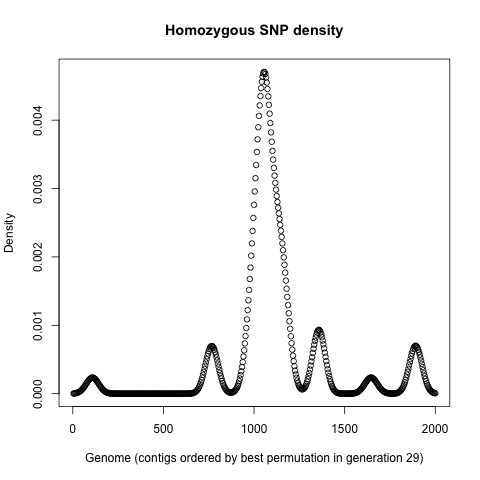 Homozygous SNP density
Density
0.004
0.003
0.002
0.001
0.000
0 500 1000 1500 2000
Genome (contigs ordered by best permutation in generation 29)